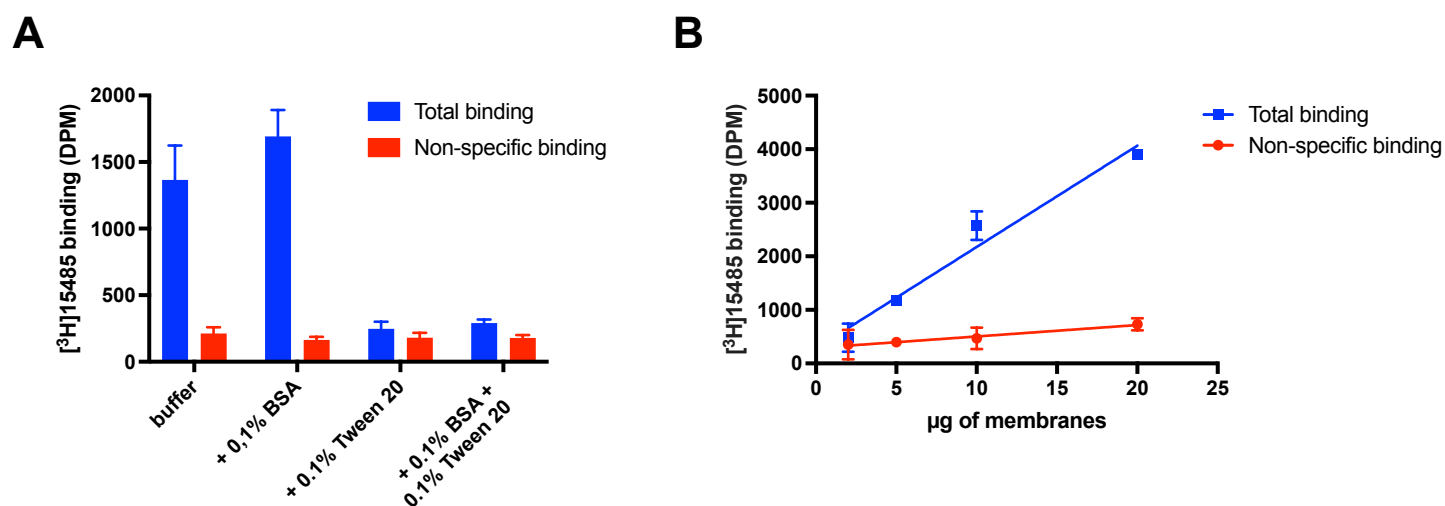 A
[³H]15485 binding (DPM)
2000
1500
1000
500
0
Total binding
Non-specific binding
buffer
+ 0,1% BSA
+ 0.1% Tween 20
+ 0.1% BSA +
0.1% Tween 20
B
[³H]15485 binding (DPM)
5000
4000
3000
2000
1000
0
0
5
10
15
20
25
µg of membranes
Total binding
Non-specific binding